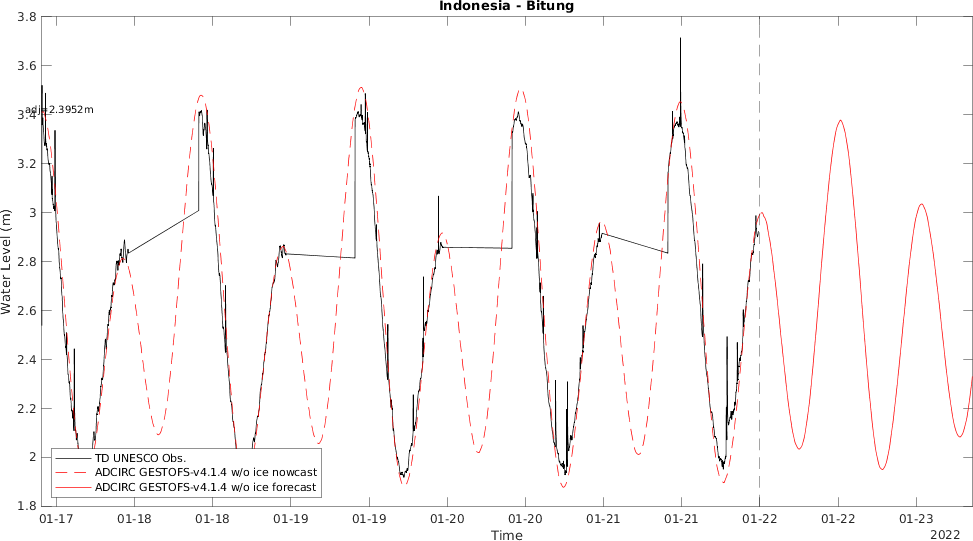 Indonesia - Bitung
adj=2.3952m
Water Level (m)
3.8
3.6
3.4
3.2
3
2.8
2.6
2.4
2.2
2
1.8
TD UNESCO Obs.
ADCIRC GESTOFS-v4.1.4 w/o ice nowcast
ADCIRC GESTOFS-v4.1.4 w/o ice forecast
01-17 01-18 01-18 01-19 01-19 01-20 01-20 01-21 01-21 01-22 01-22 01-23
Time
2022